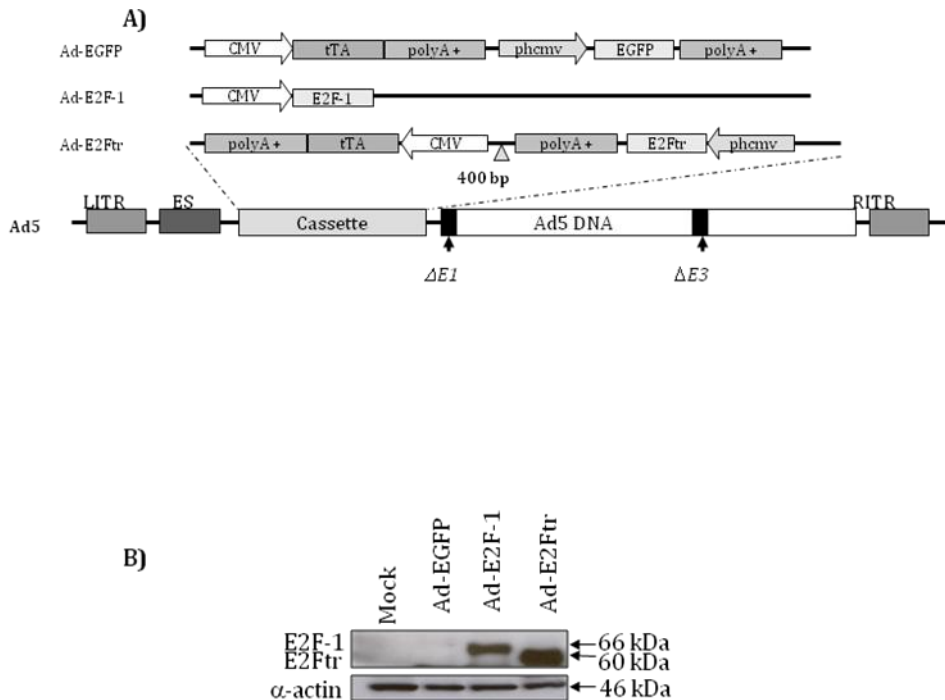 A)
Ad-EGFP CMV tTA polyA+ phcmv EGFP polyA+
Ad-E2F-1 CMV E2F-1
Ad-E2Ftr polyA+ tTA CMV polyA+ E2Ftr phcmv
400 bp
LITR ES RITR
Ad5 Cassette Ad5 DNA
ΔE1 ΔE3
B)
Mock Ad-EGFP Ad-E2F-1 Ad-E2Ftr
E2F-1 66 kDa
E2Ftr 60 kDa
α-actin 46 kDa